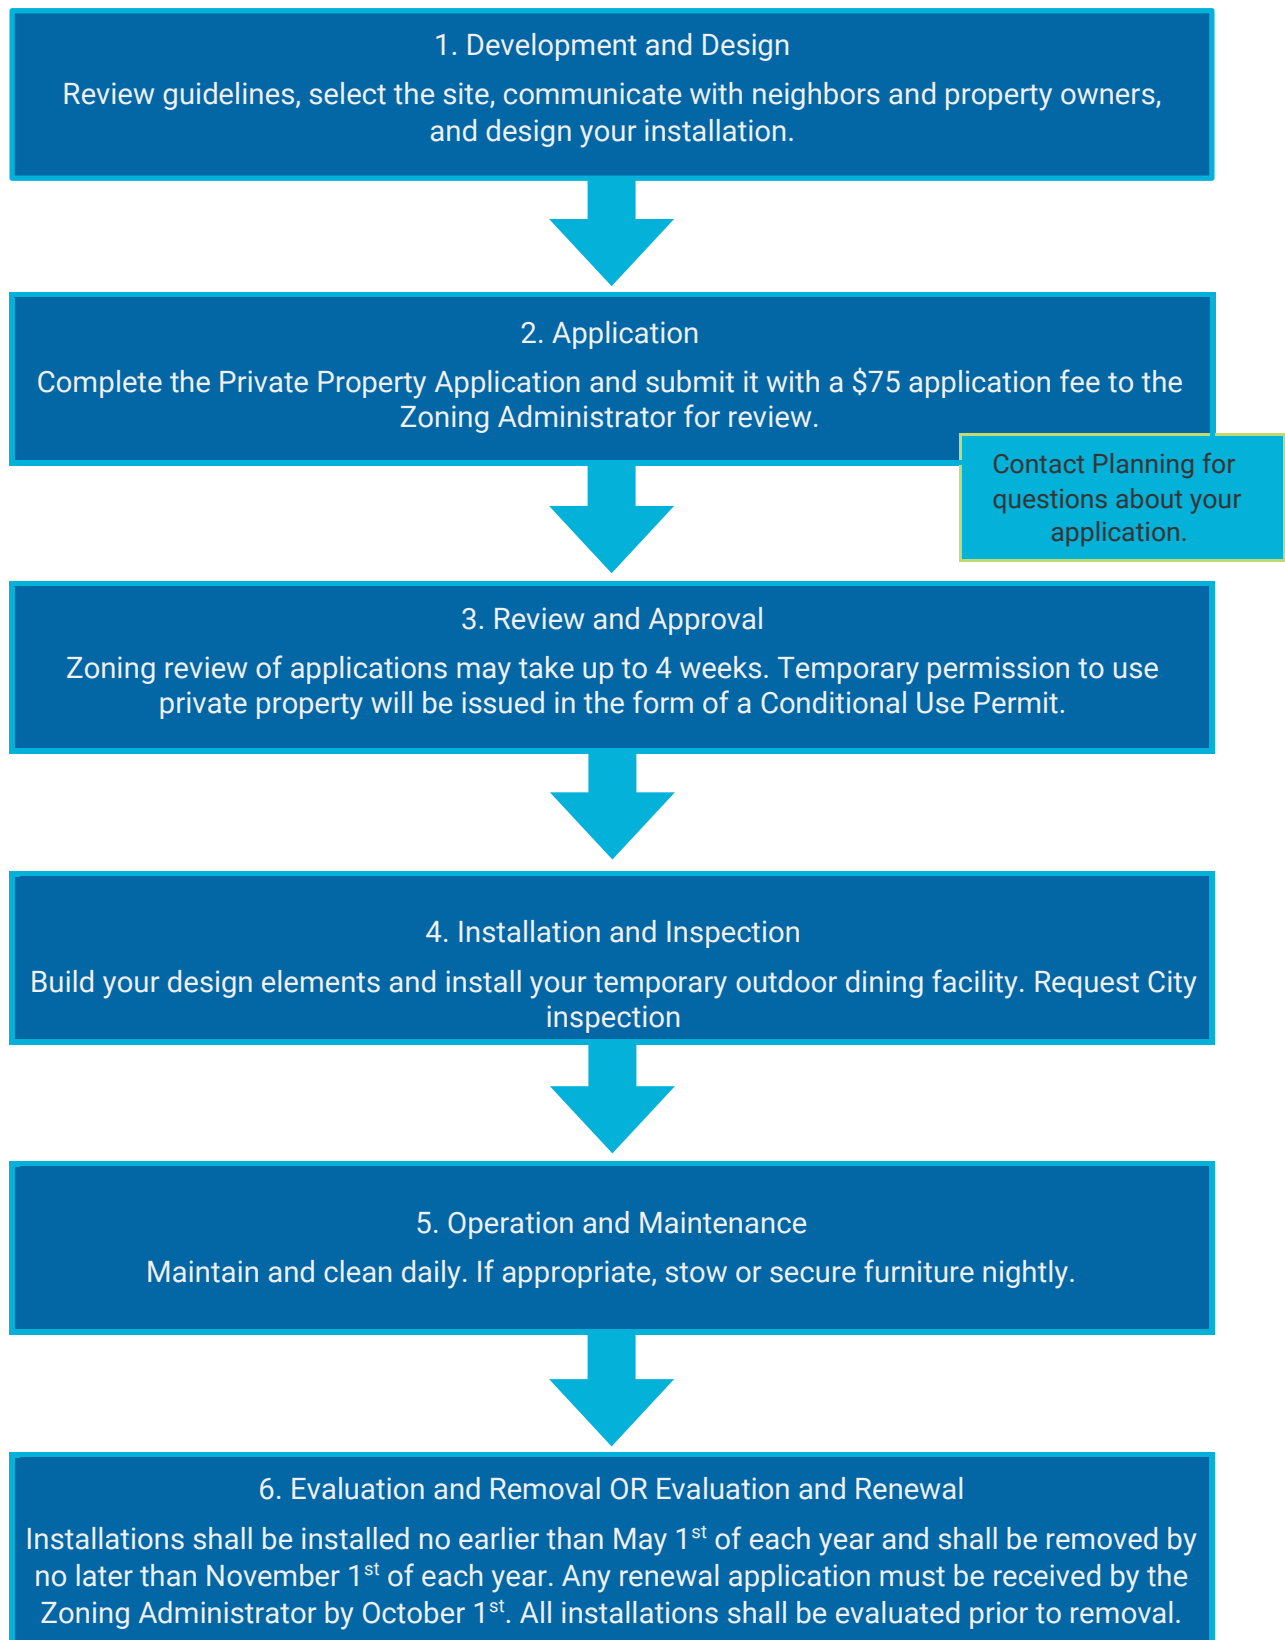 1. Development and Design
Review guidelines, select the site, communicate with neighbors and property owners,
and design your installation.
2. Application
Complete the Private Property Application and submit it with a $75 application fee to the
Zoning Administrator for review.
Contact Planning for
questions about your
application.
3. Review and Approval
Zoning review of applications may take up to 4 weeks. Temporary permission to use
private property will be issued in the form of a Conditional Use Permit.
4. Installation and Inspection
Build your design elements and install your temporary outdoor dining facility. Request City
inspection
5. Operation and Maintenance
Maintain and clean daily. If appropriate, stow or secure furniture nightly.
6. Evaluation and Removal OR Evaluation and Renewal
Installations shall be installed no earlier than May 1st of each year and shall be removed by
no later than November 1st of each year. Any renewal application must be received by the
Zoning Administrator by October 1st. All installations shall be evaluated prior to removal.